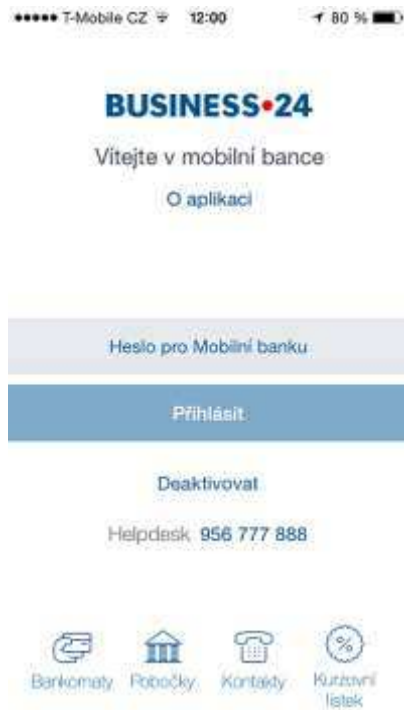 T-Mobile CZ 12:00 80 %
BUSINESS•24
Vítejte v mobilní bance
O aplikaci
Heslo pro Mobilní banku
Přihlásit
Deaktivovat
Helpdesk 956 777 888
Bankomaty Pobočky Kontakty Kurzovní
lístek